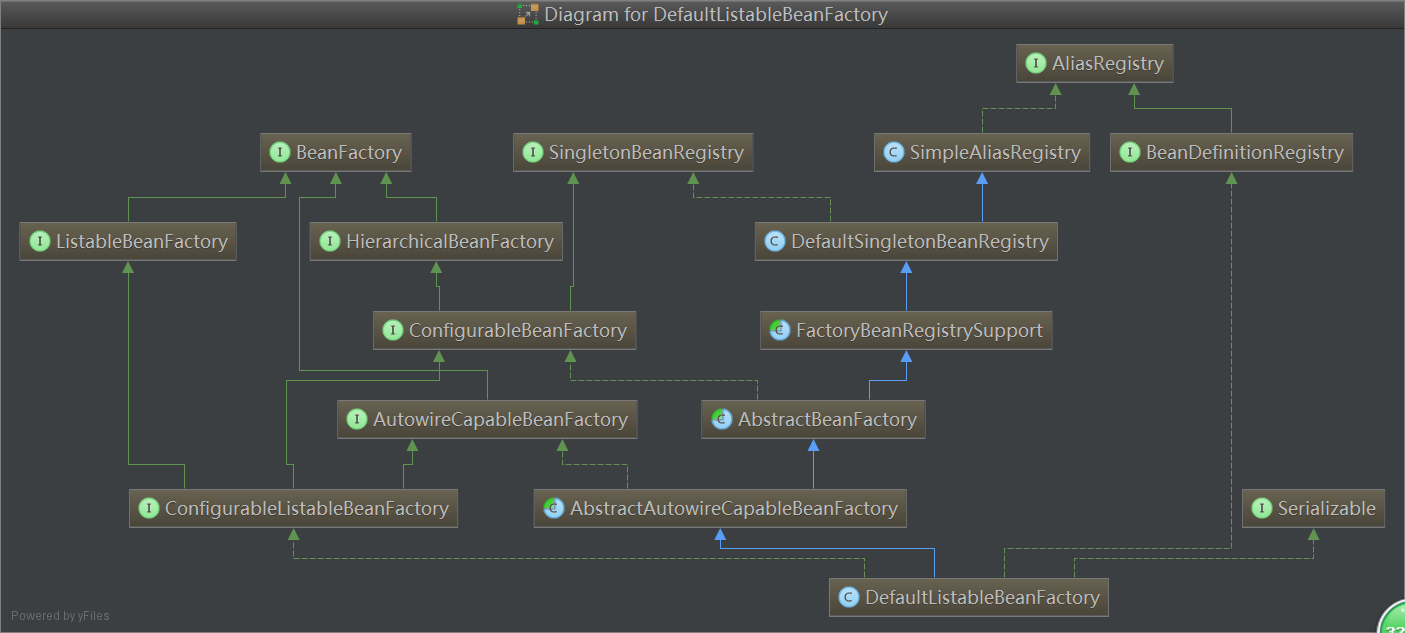 Diagram for DefaultListableBeanFactory
I AliasRegistry
I BeanFactory
I SingletonBeanRegistry
C SimpleAliasRegistry
I BeanDefinitionRegistry
I ListableBeanFactory
I HierarchicalBeanFactory
C DefaultSingletonBeanRegistry
I ConfigurableBeanFactory
C FactoryBeanRegistrySupport
I AutowireCapableBeanFactory
C AbstractBeanFactory
I ConfigurableListableBeanFactory
C AbstractAutowireCapableBeanFactory
I Serializable
C DefaultListableBeanFactory
Powered by yFiles